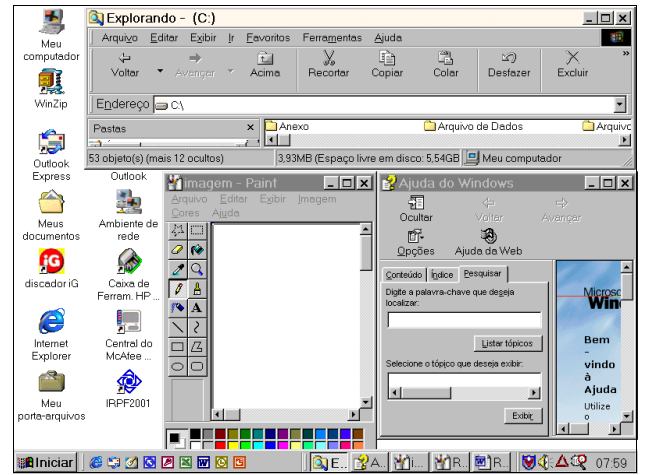 Meu
computador
WinZip
Outlook
Express
Outlook
Meus
documentos
Ambiente de
rede
discador iG
Caixa de
Ferram. HP ...
Internet
Explorer
Central do
McAfee ...
Meu
porta-arquivos
IRPF2001
Explorando - (C:)
Arquivo Editar Exibir Ir Favoritos Ferramentas Ajuda
Voltar Avançar Acima Recortar Copiar Colar Desfazer Excluir »
Endereço C:\
Pastas × Anexo Arquivo de Dados Arquivo
53 objeto(s) (mais 12 ocultos) 3,93MB (Espaço livre em disco: 5,54GB Meu computador
imagem - Paint
Arquivo Editar Exibir Imagem
Cores Ajuda
A
Ajuda do Windows
Ocultar Voltar Avançar
Opções Ajuda da Web
Conteúdo Índice Pesquisar
Digite a palavra-chave que deseja
localizar:
Listar tópicos
Selecione o tópico que deseja exibir:
Exibir
Microsc
Win
Bem
-
vindo
à
Ajuda
Utilize
o
Iniciar E.. A.. i... R... R... 07:59